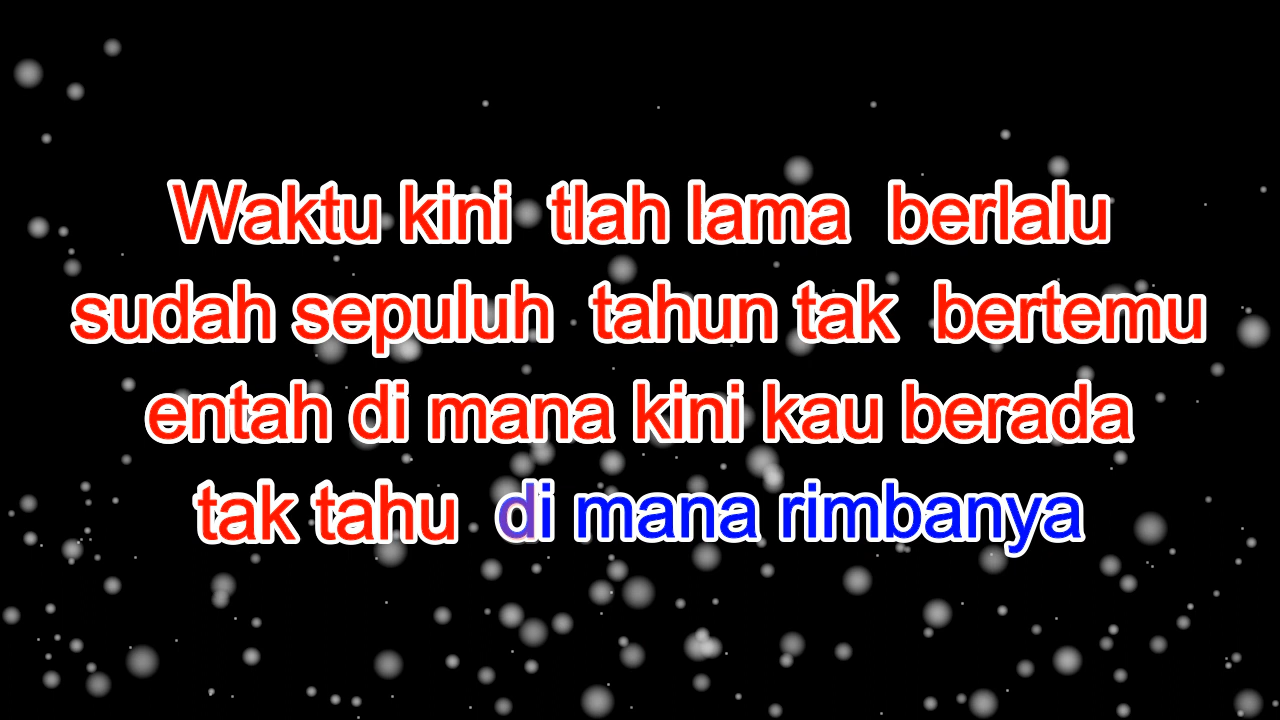 Waktu kini tlah lama berlalu
sudah sepuluh tahun tak bertemu
entah di mana kini kau berada
tak tahu di mana rimbanya